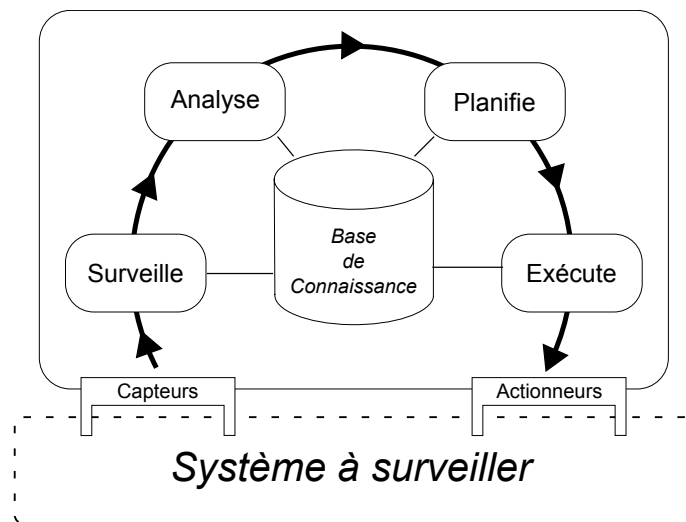 Analyse
Planifie
Base
de
Connaissance
Surveille
Exécute
Capteurs
Actionneurs
Système à surveiller